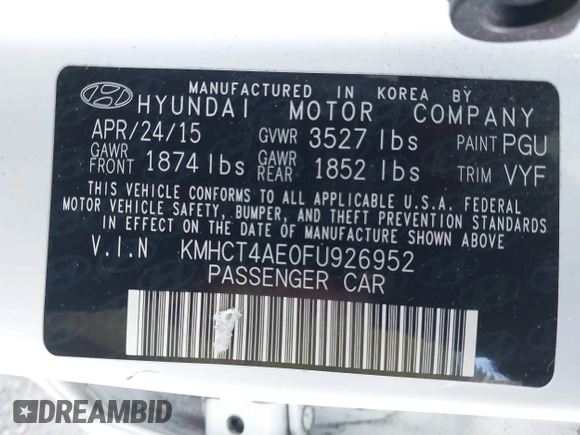 MANUFACTURED IN KOREA BY
HYUNDAI MOTOR COMPANY
APR/24/15 GVWR 3527 lbs PAINT PGU
GAWR FRONT 1874 lbs GAWR REAR 1852 lbs TRIM VYF
THIS VEHICLE CONFORMS TO ALL APPLICABLE U.S.A. FEDERAL
MOTOR VEHICLE SAFETY, BUMPER, AND THEFT PREVENTION
STANDARDS IN EFFECT ON THE DATE OF MANUFACTURE SHOWN ABOVE
V.I.N KMHCT4AE0FU926952
PASSENGER CAR
DREAMBID